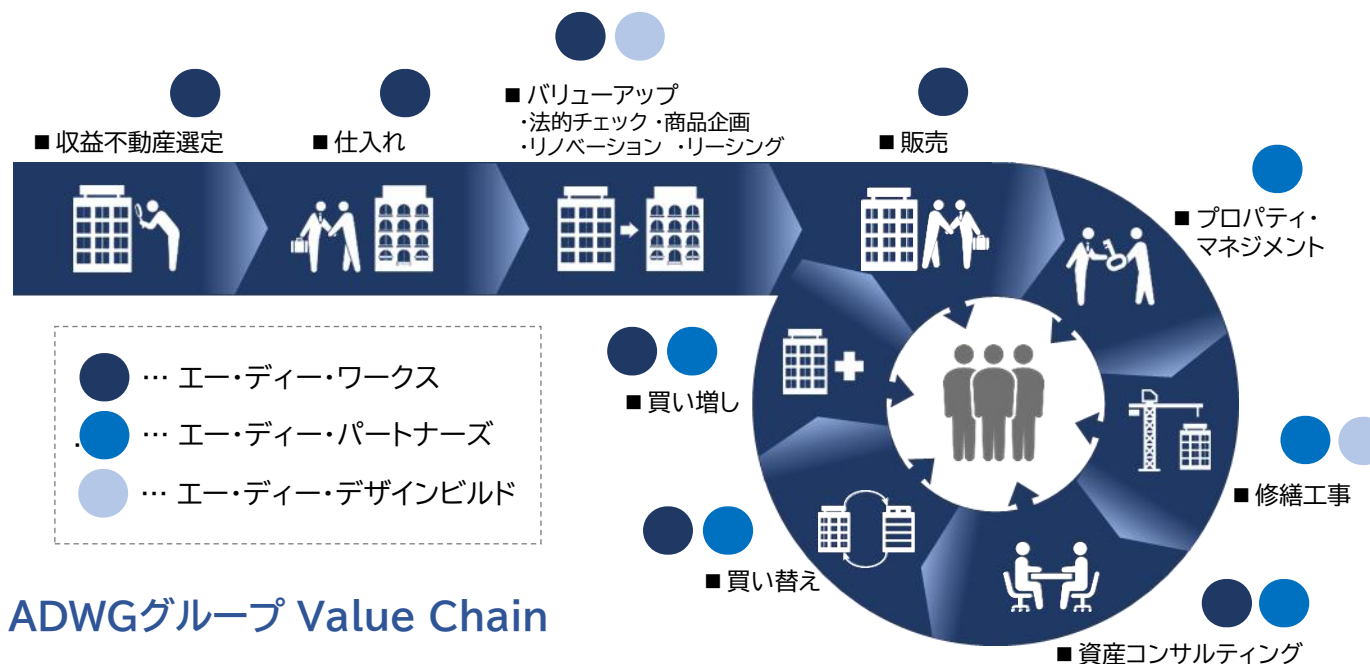 ■ 収益不動産選定
■ 仕入れ
■ バリューアップ
・法的チェック ・商品企画
・リノベーション ・リーシング
■ 販売
■ プロパティ・
マネジメント
■ 修繕工事
■ 資産コンサルティング
■ 買い替え
■ 買い増し
… エー・ディー・ワークス
… エー・ディー・パートナーズ
… エー・ディー・デザインビルド
ADWGグループ Value Chain